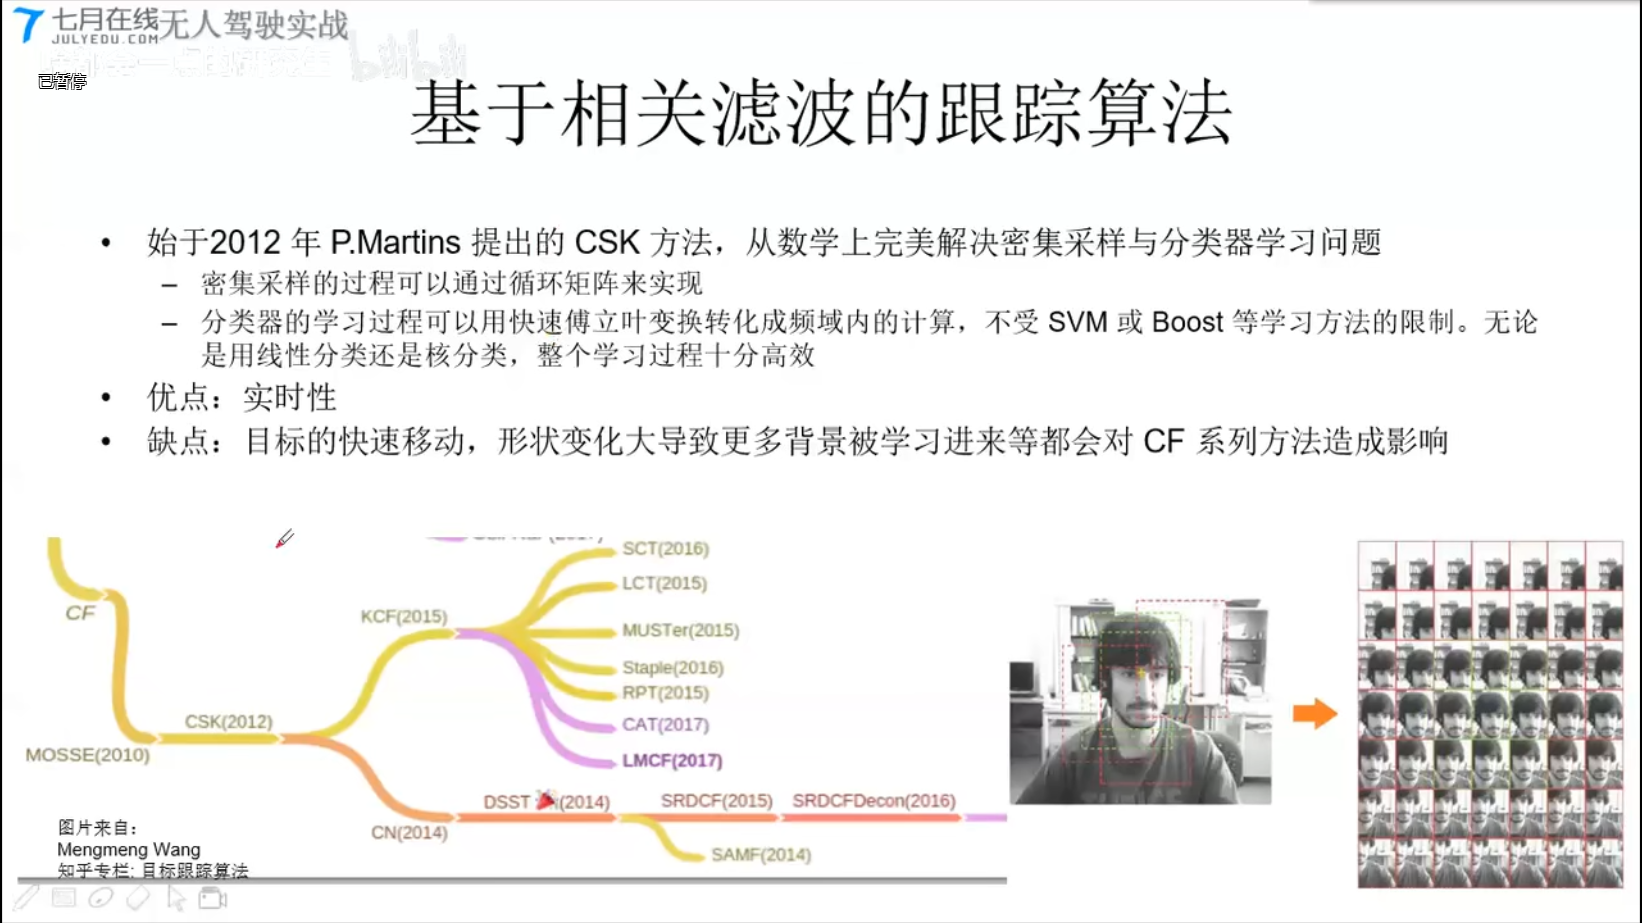 七月在线
JULYEDU.COM
无人驾驶实战
bilibili
已暂停
基于相关滤波的跟踪算法
• 始于2012 年 P.Martins 提出的 CSK 方法，从数学上完美解决密集采样与分类器学习问题
– 密集采样的过程可以通过循环矩阵来实现
– 分类器的学习过程可以用快速傅立叶变换转化成频域内的计算，不受 SVM 或 Boost 等学习方法的限制。无论
是用线性分类还是核分类，整个学习过程十分高效
• 优点：实时性
• 缺点：目标的快速移动，形状变化大导致更多背景被学习进来等都会对 CF 系列方法造成影响
SCT(2016)
LCT(2015)
CF
KCF(2015)
MUSTer(2015)
Staple(2016)
RPT(2015)
CSK(2012)
CAT(2017)
MOSSE(2010)
LMCF(2017)
DSST (2014)
SRDCF(2015)
SRDCFDecon(2016)
CN(2014)
SAMF(2014)
图片来自：
Mengmeng Wang
知乎专栏: 目标跟踪算法